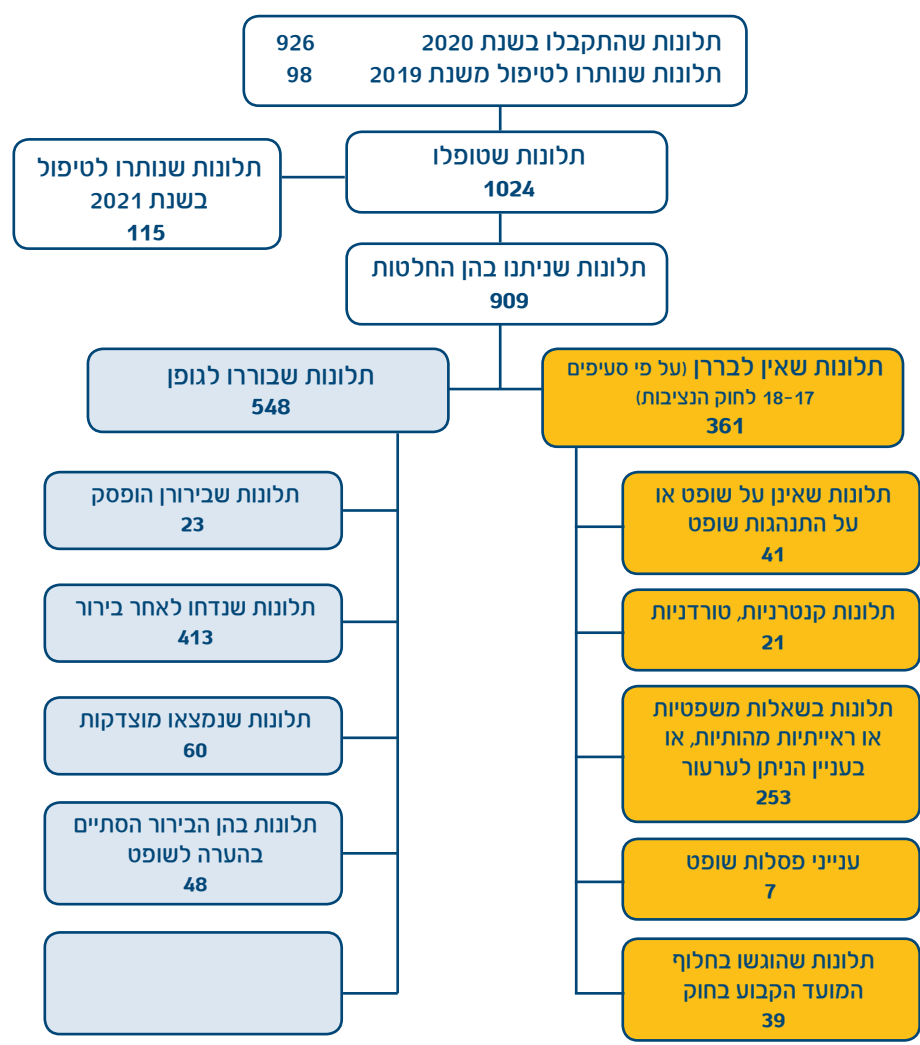 תלונות שהתקבלו בשנת 2020 926
תלונות שנותרו לטיפול משנת 2019 98
תלונות שטופלו
1024
תלונות שנותרו לטיפול
בשנת 2021
115
תלונות שניתנו בהן החלטות
909
תלונות שאין לבררן (על פי סעיפים
17-18 לחוק הנציבות)
361
תלונות שאינן על שופט או
על התנהגות שופט
41
תלונות קנטרניות, טורדניות
21
תלונות בשאלות משפטיות
או ראייתיות מהותיות, או
בעניין הניתן לערעור
253
ענייני פסלות שופט
7
תלונות שהוגשו בחלוף
המועד הקבוע בחוק
39
תלונות שבוררו לגופן
548
תלונות שבירורן הופסק
23
תלונות שנדחו לאחר בירור
413
תלונות שנמצאו מוצדקות
60
תלונות בהן הבירור הסתיים
בהערה לשופט
48